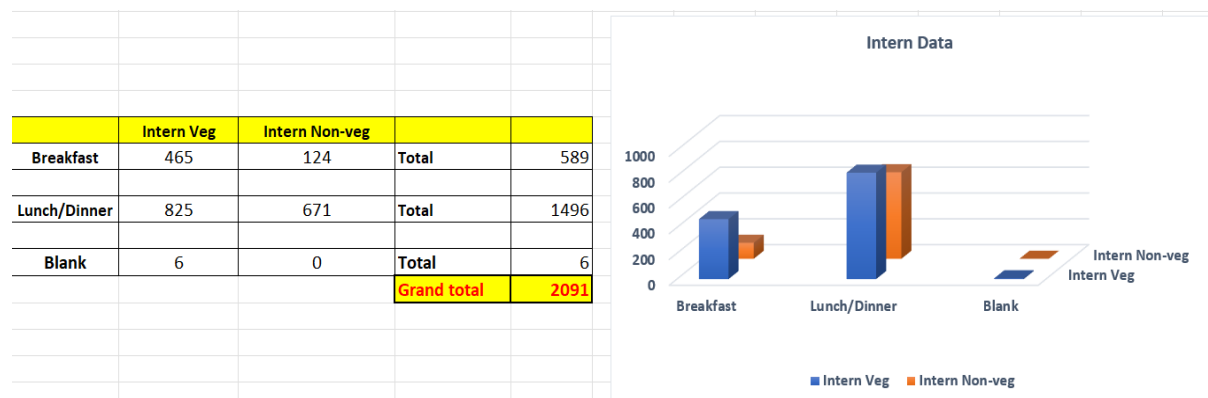 Intern Veg Intern Non-veg
Breakfast 465 124 Total 589
Lunch/Dinner 825 671 Total 1496
Blank 6 0 Total 6
Grand total 2091
Intern Data
1000
800
600
400
200
0
Breakfast Lunch/Dinner Blank
Intern Non-veg
Intern Veg
Intern Veg Intern Non-veg